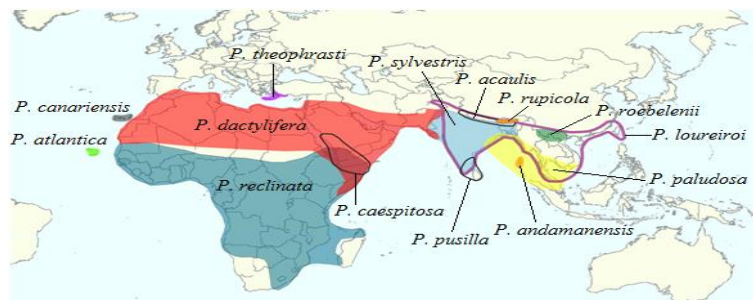 P. theophrasti
P. sylvestris
P. acaulis
P. rupicola
P. canariensis
P. roebelenii
P. dactylifera
P. loureiroi
P. atlantica
P. reclinata
P. paludosa
P. caespitosa
P. pusilla
P. andamanensis